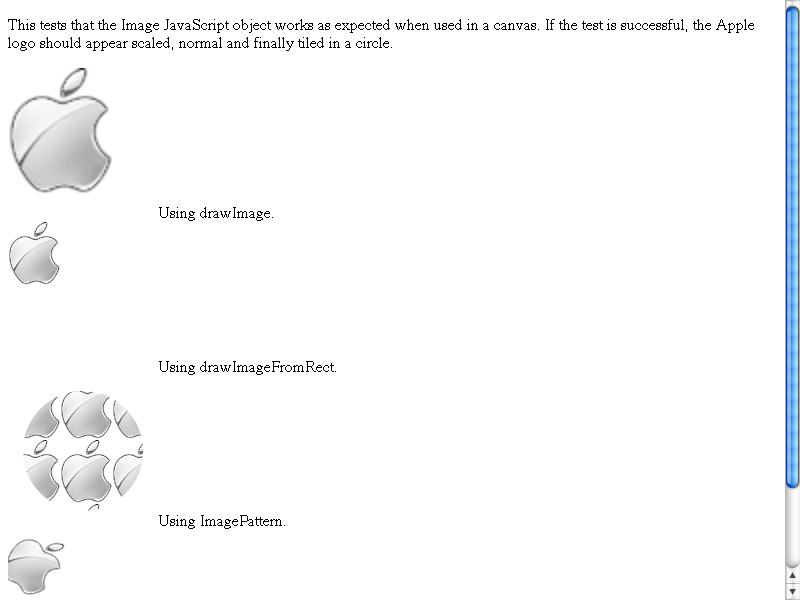 This tests that the Image JavaScript object works as expected when used in a canvas. If the test is successful, the Apple
logo should appear scaled, normal and finally tiled in a circle.
Using drawImage.
Using drawImageFromRect.
Using ImagePattern.